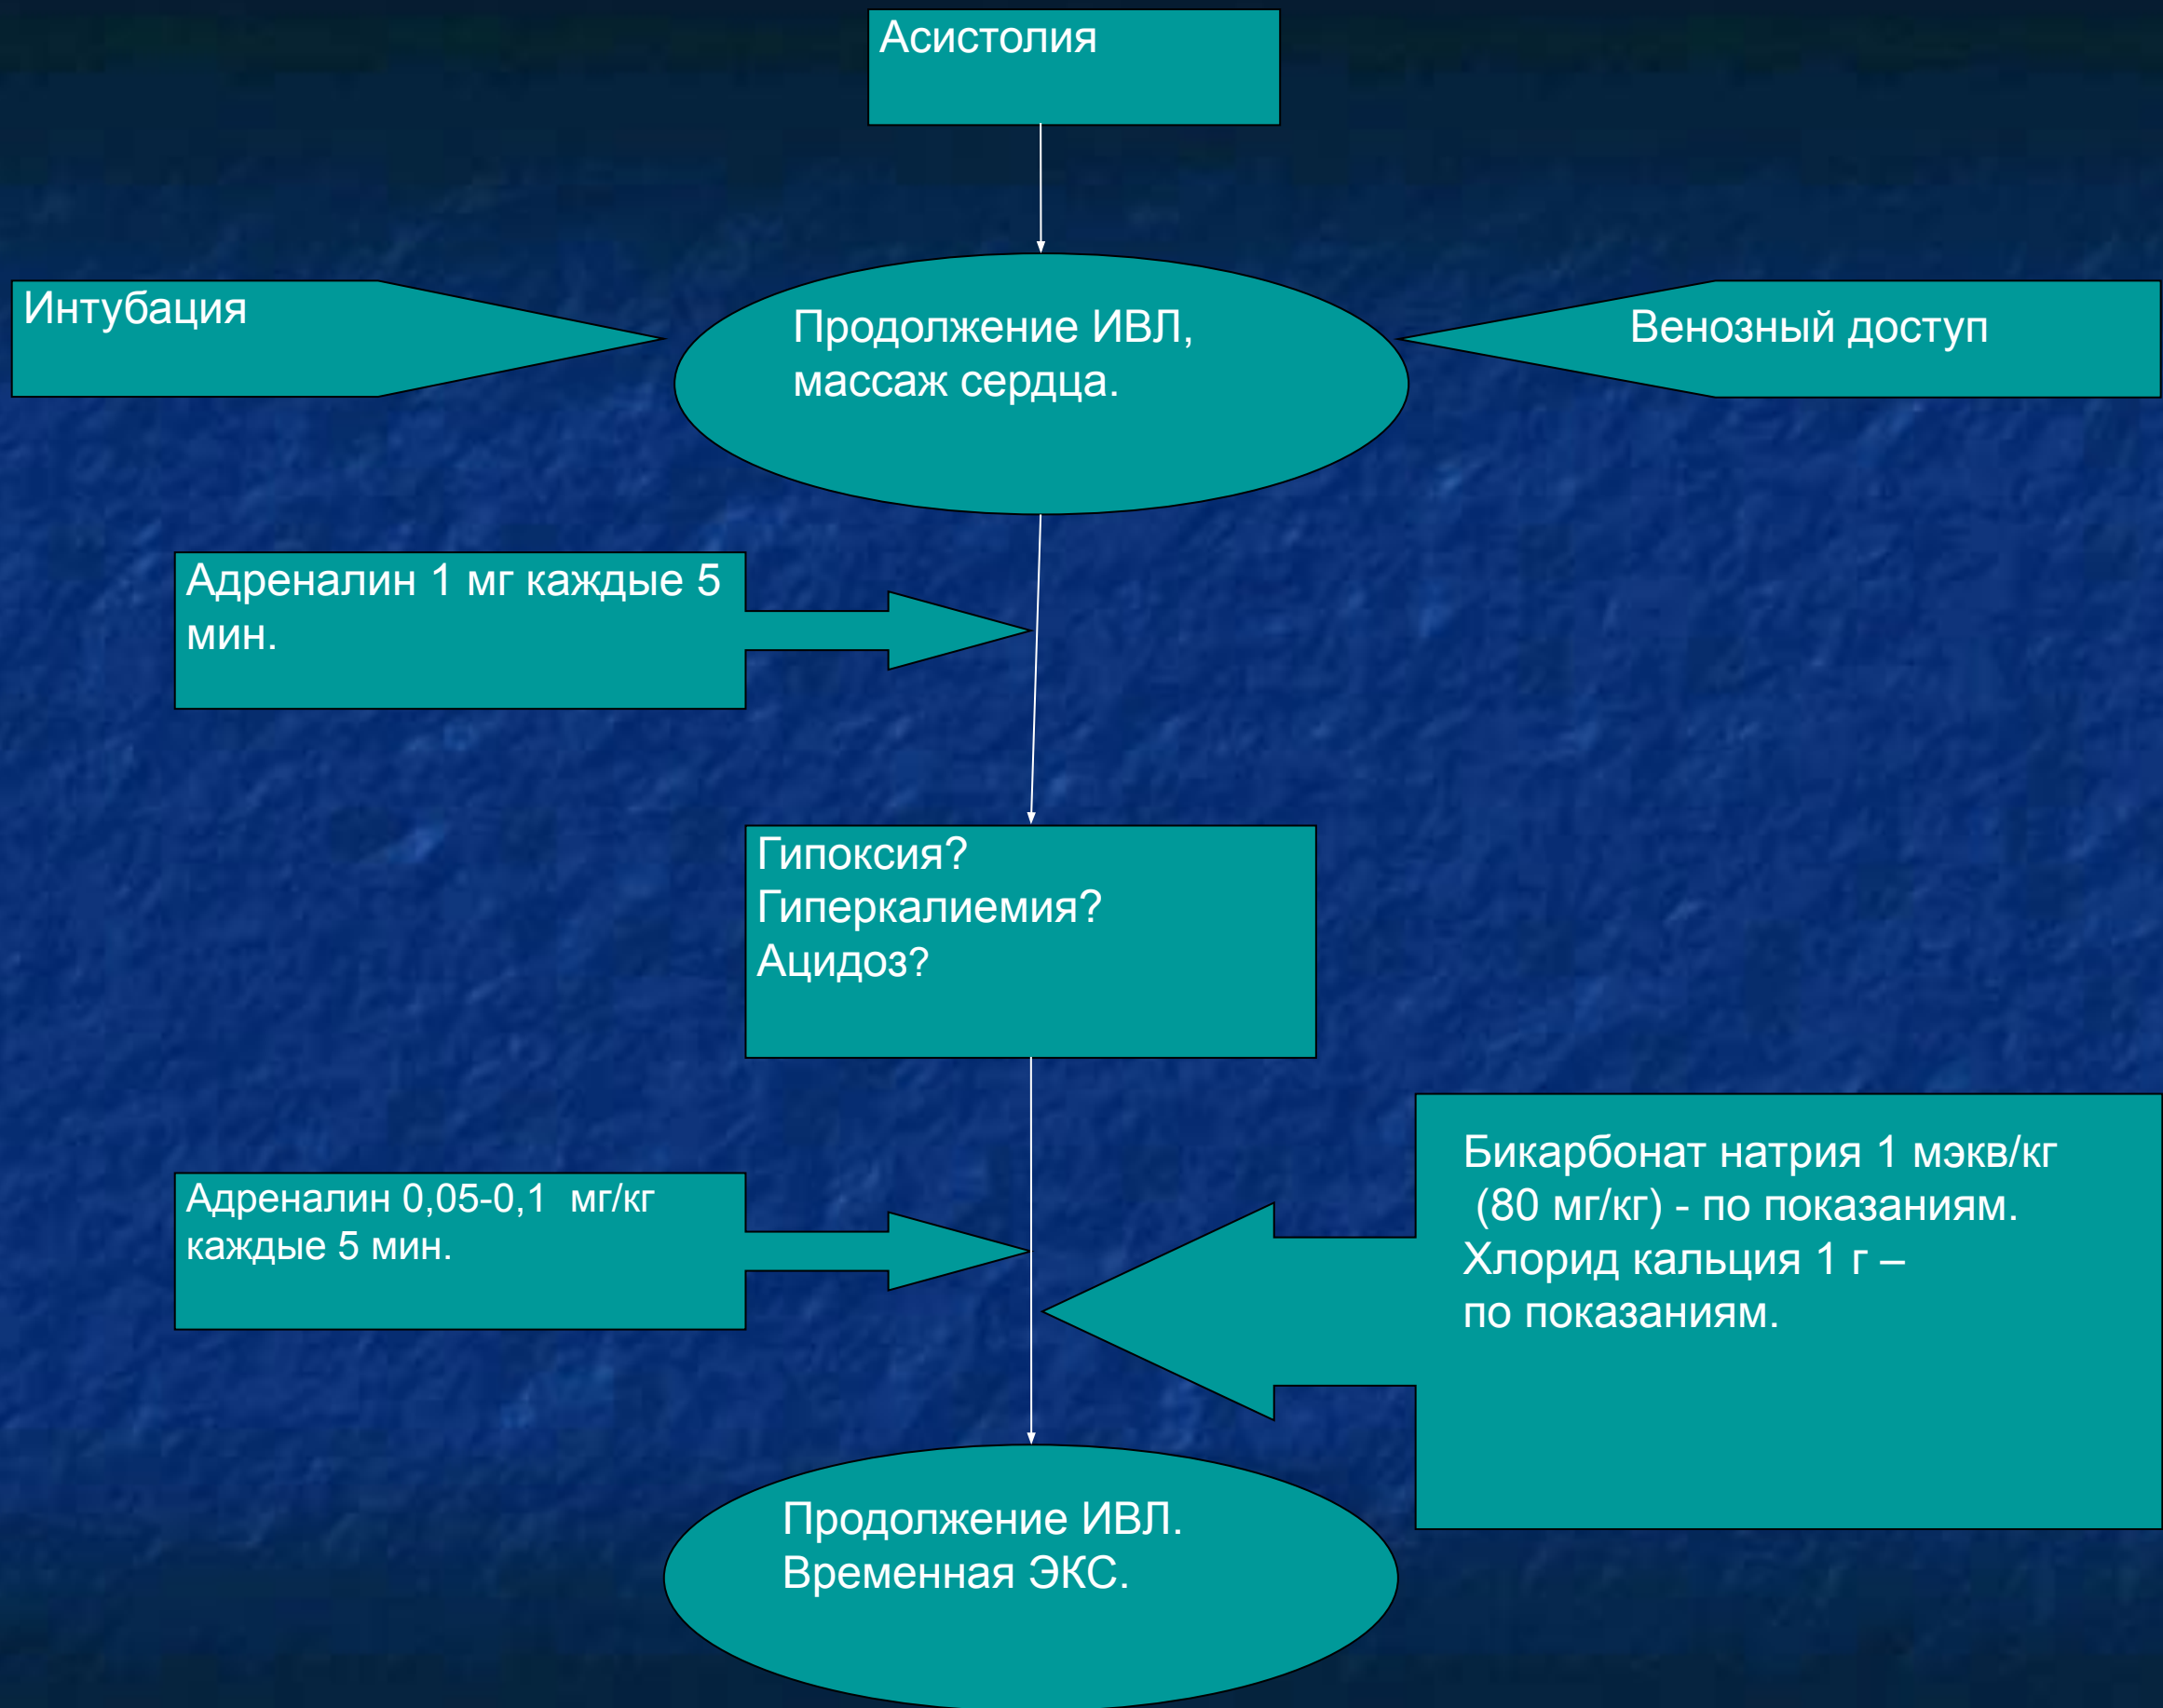 Асистолия
Интубация
Продолжение ИВЛ,
массаж сердца.
Венозный доступ
Адреналин 1 мг каждые 5
мин.
Гипоксия?
Гиперкалиемия?
Ацидоз?
Адреналин 0,05-0,1 мг/кг
каждые 5 мин.
Бикарбонат натрия 1 мэкв/кг
(80 мг/кг) - по показаниям.
Хлорид кальция 1 г –
по показаниям.
Продолжение ИВЛ.
Временная ЭКС.